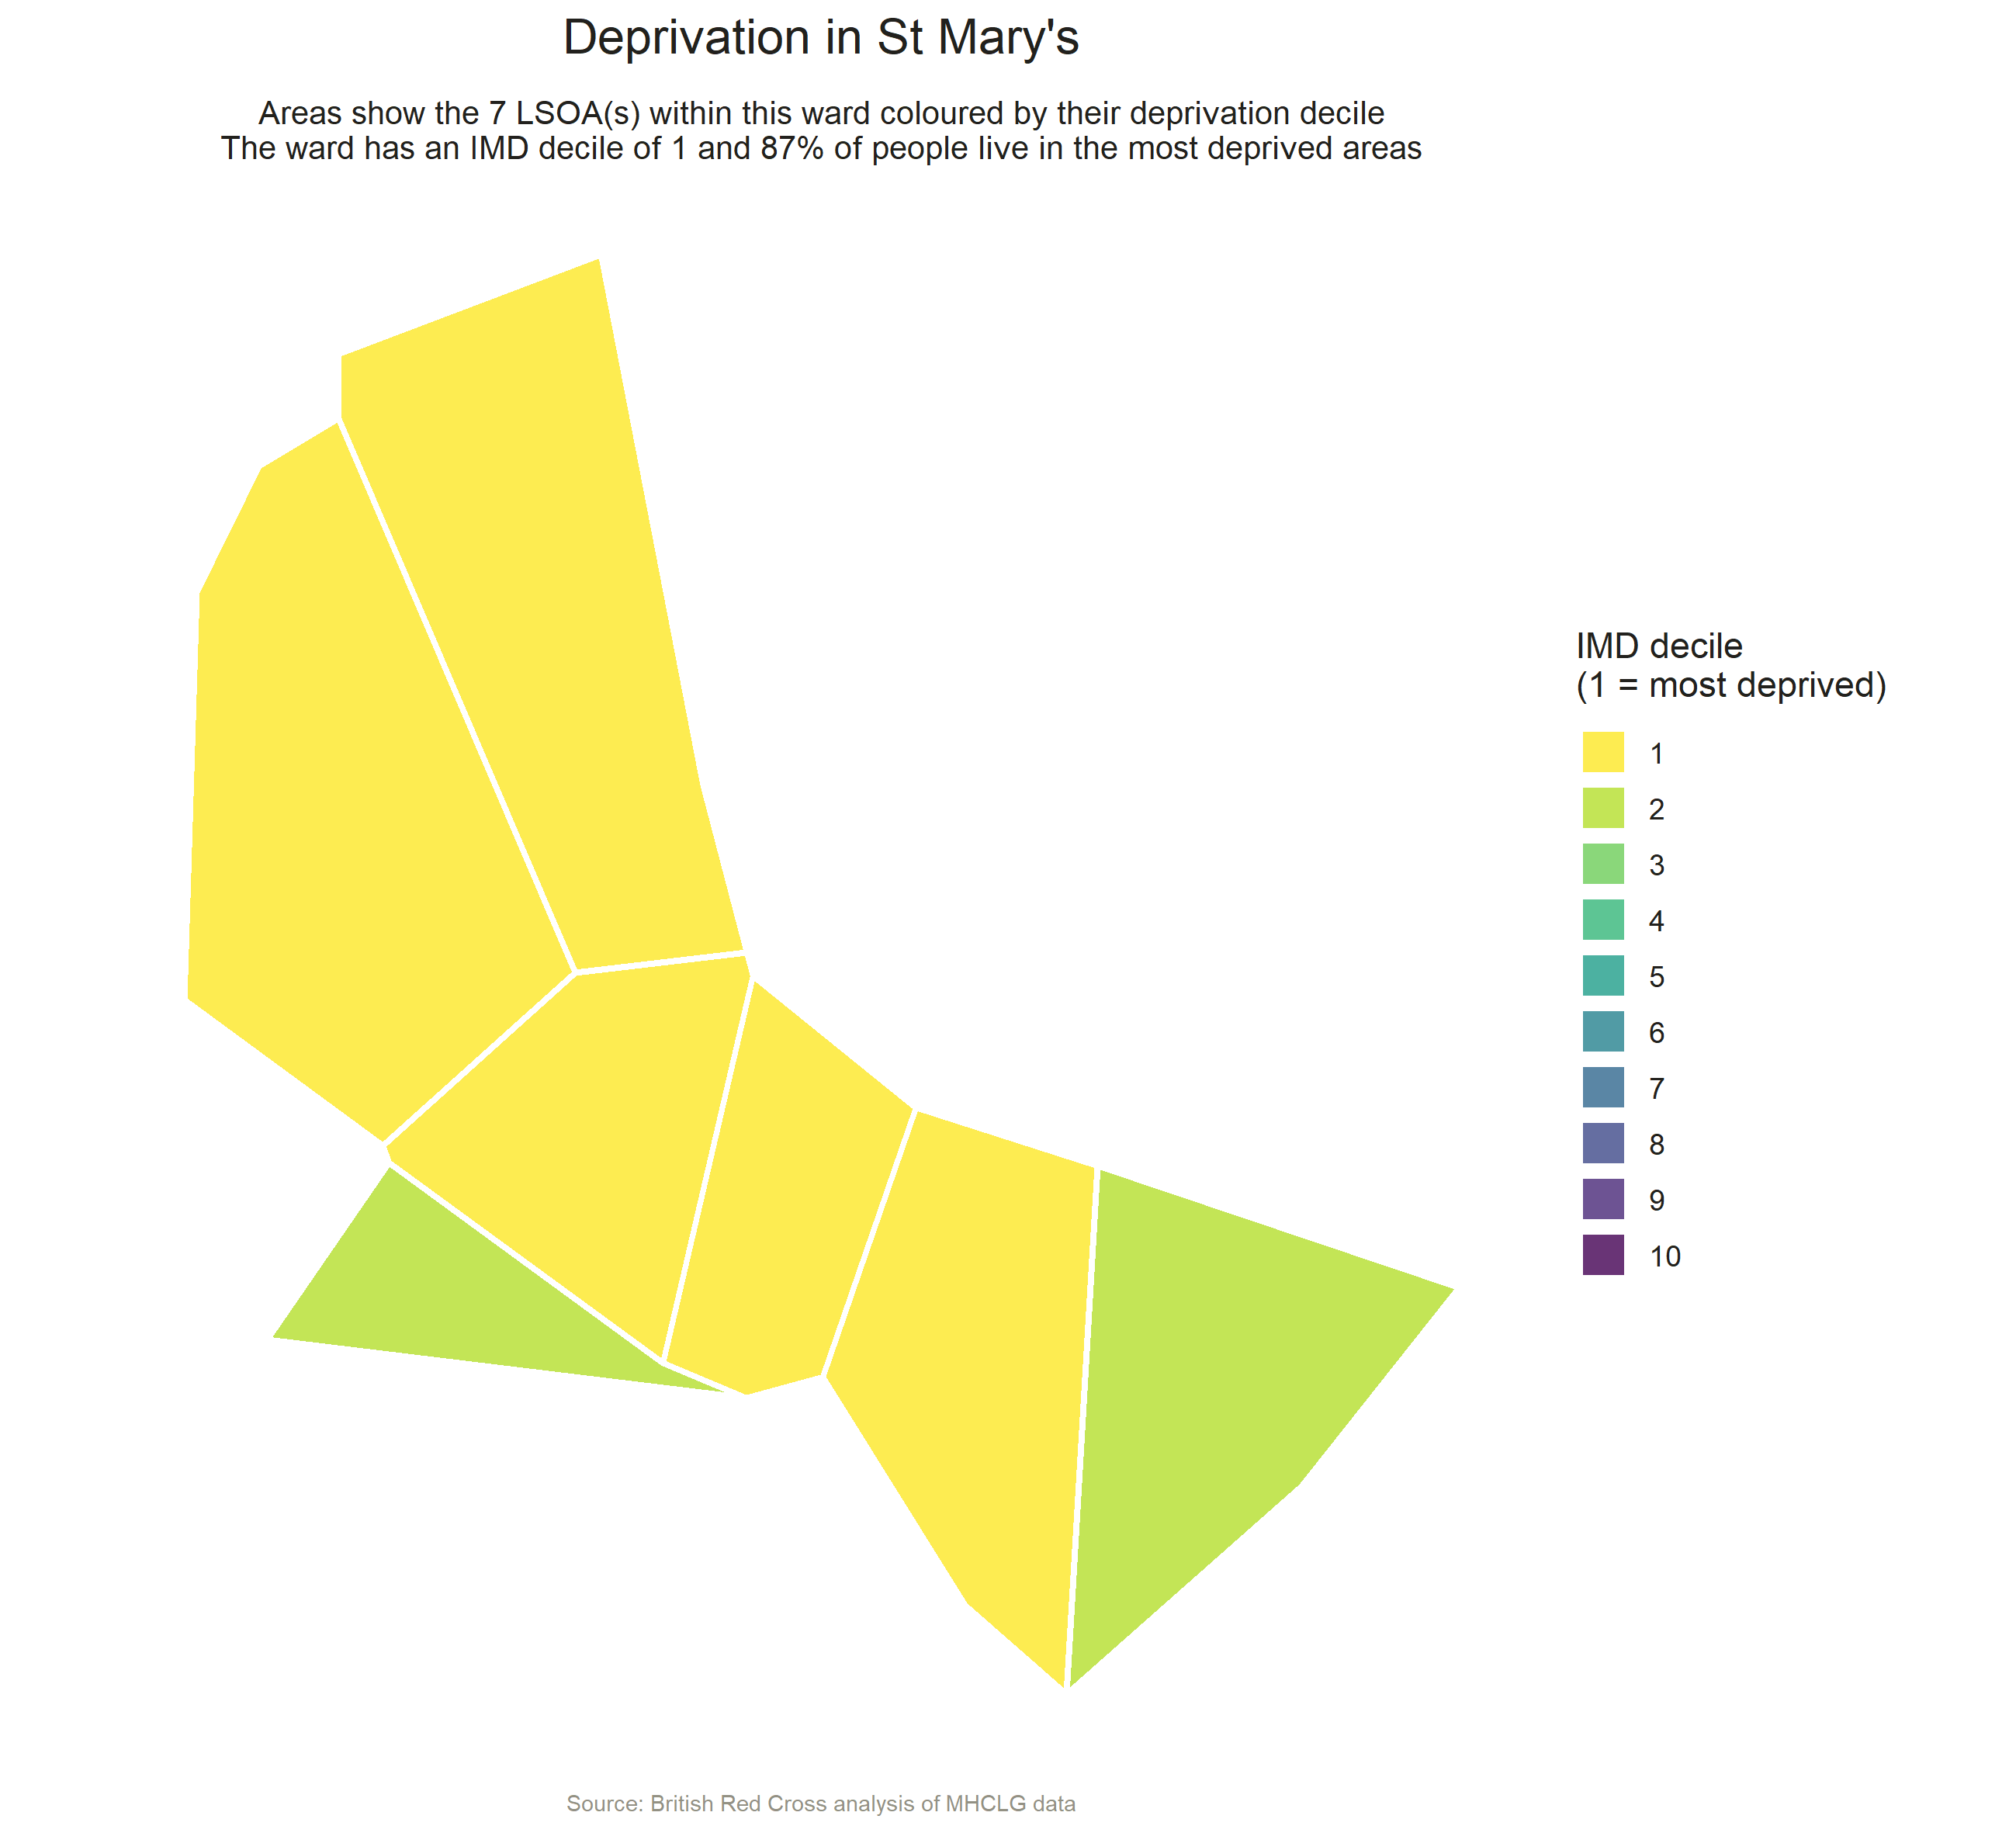 Deprivation in St Mary's
Areas show the 7 LSOA(s) within this ward coloured by their deprivation decile
The ward has an IMD decile of 1 and 87% of people live in the most deprived areas
IMD decile
(1 = most deprived)
1
2
3
4
5
6
7
8
9
10
Source: British Red Cross analysis of MHCLG data